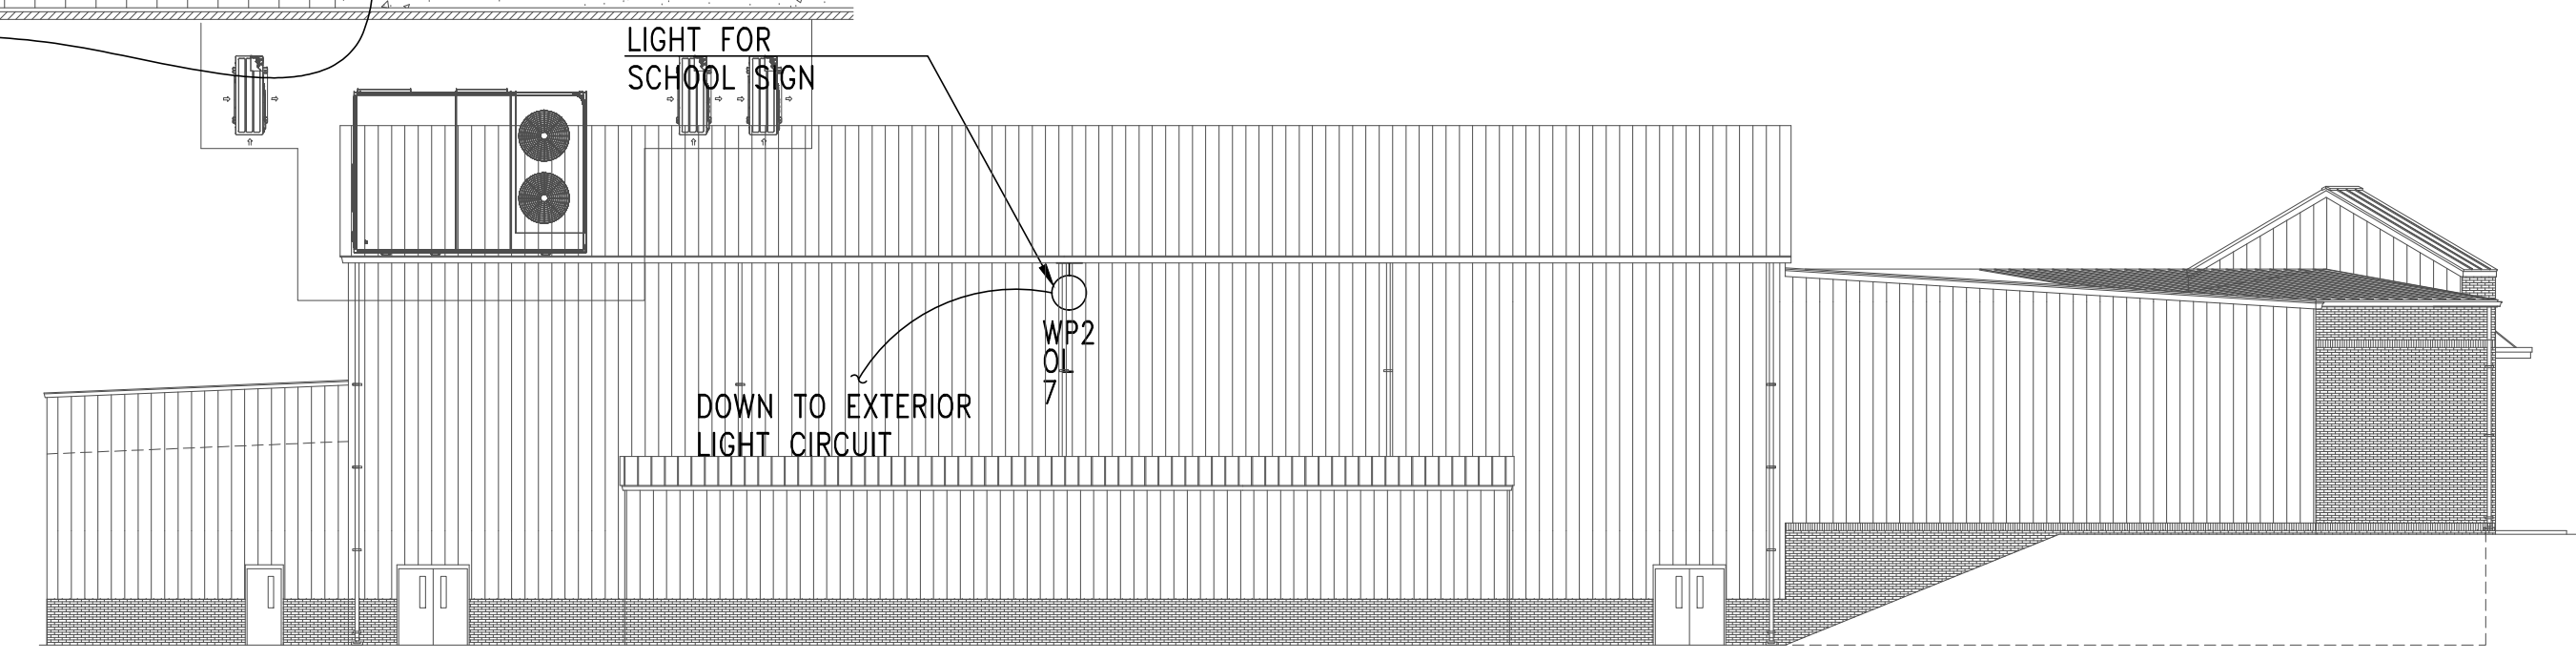 LIGHT FOR
SCHOOL SIGN
WP2
OL
7
DOWN TO EXTERIOR
LIGHT CIRCUIT